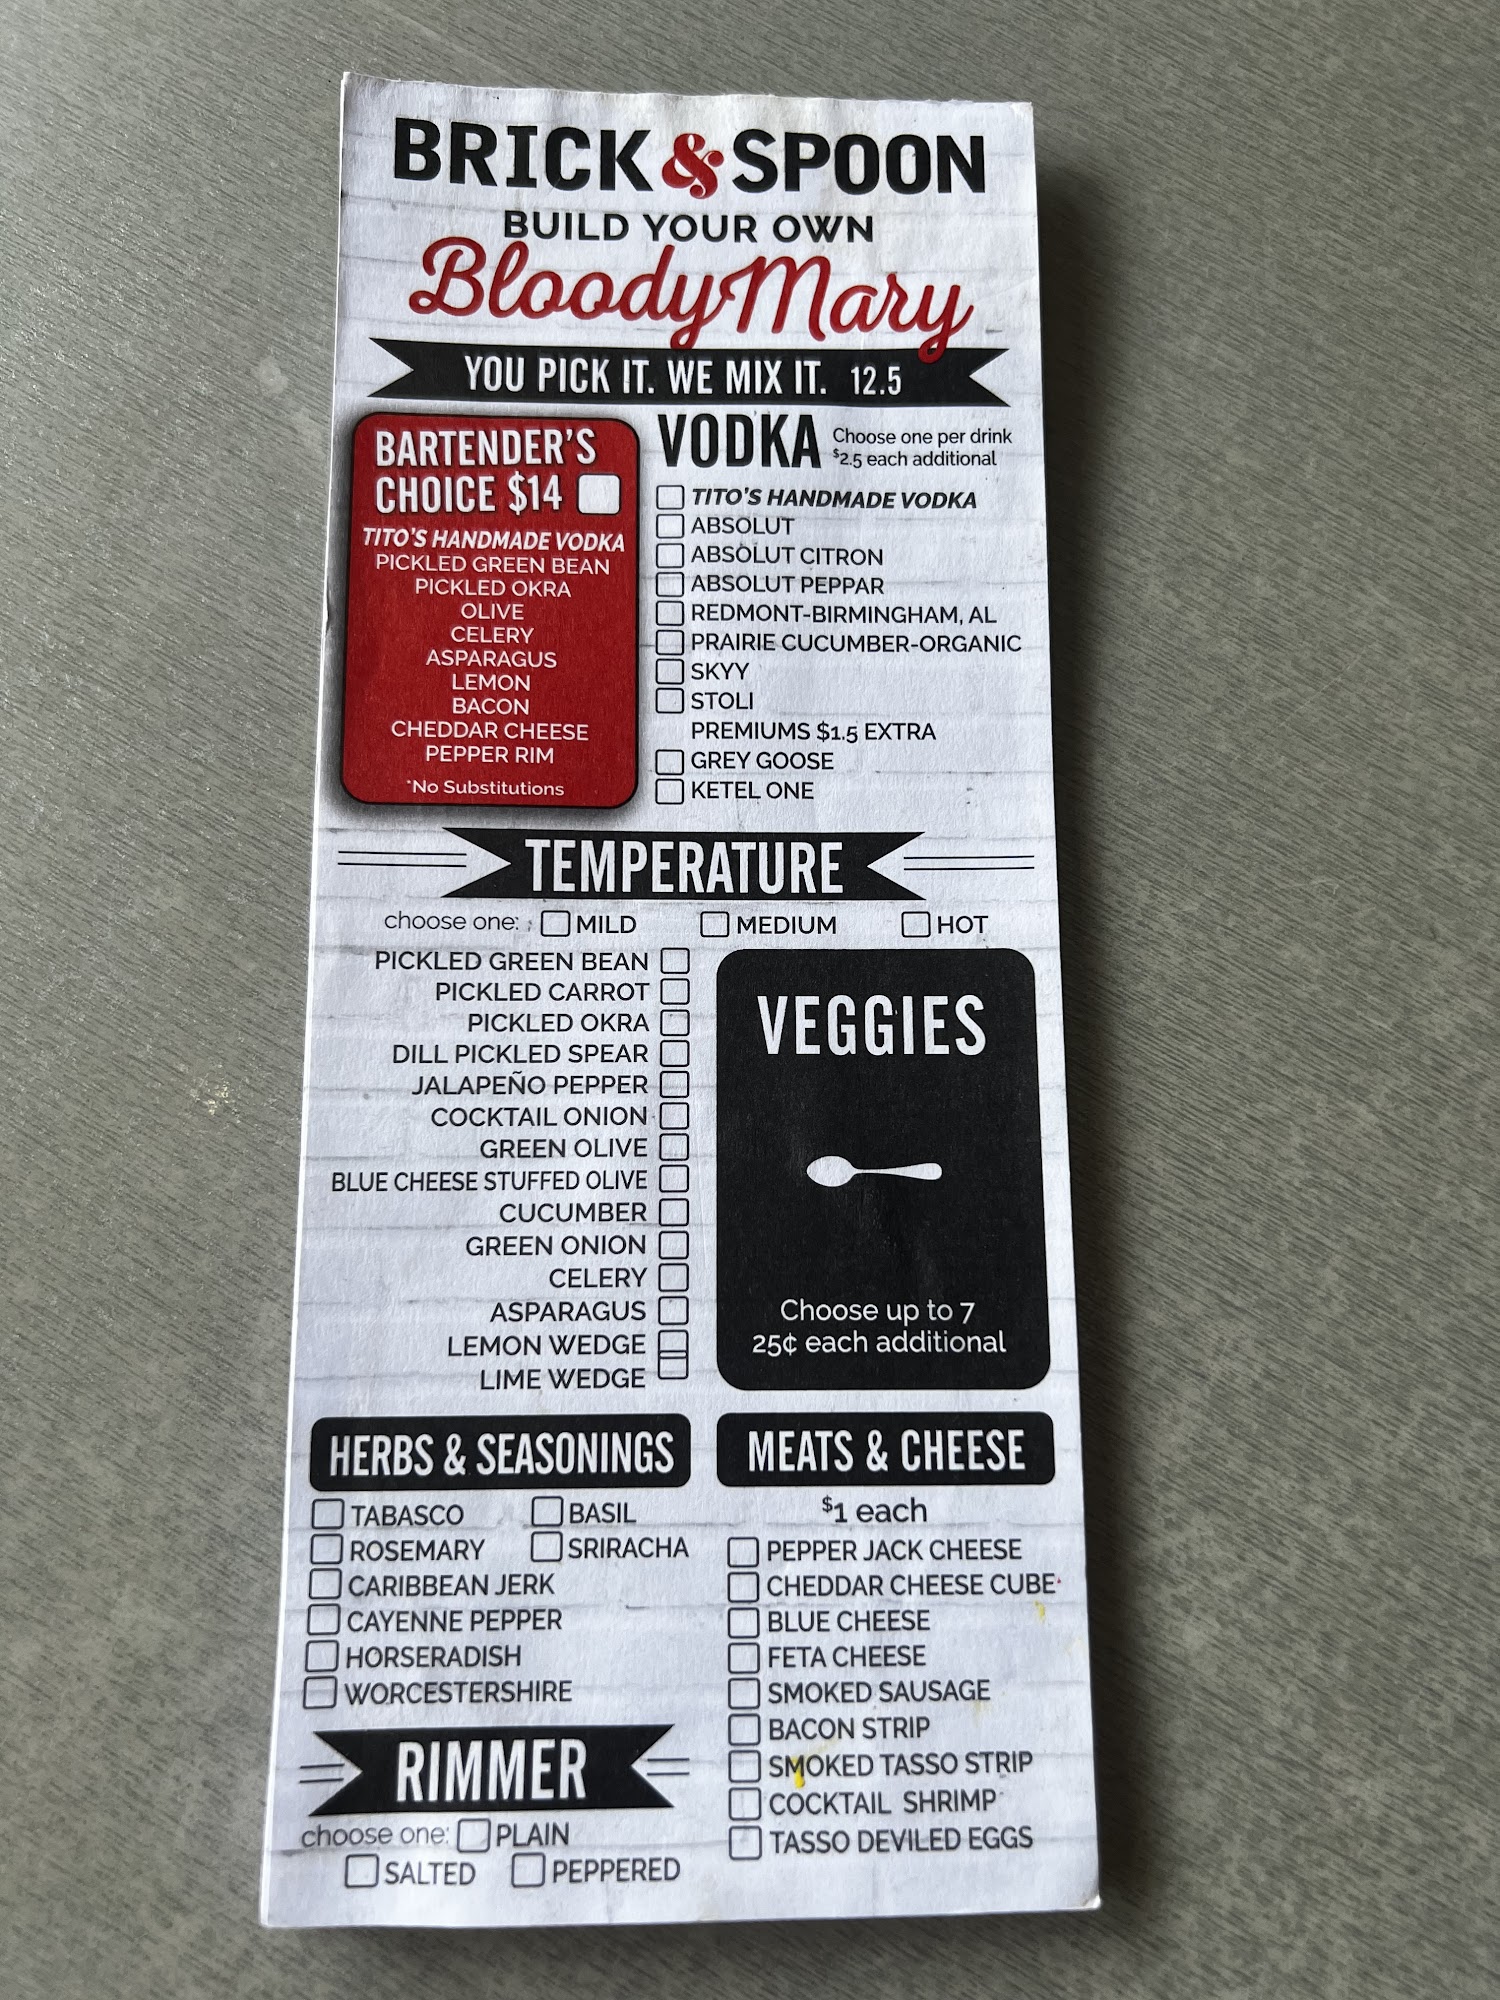 BRICK & SPOON
BUILD YOUR OWN
Bloody Mary
YOU PICK IT. WE MIX IT. 12.5
BARTENDER'S
CHOICE $14
TITO'S HANDMADE VODKA
PICKLED GREEN BEAN
PICKLED OKRA
OLIVE
CELERY
ASPARAGUS
LEMON
BACON
CHEDDAR CHEESE
PEPPER RIM
*No Substitutions
VODKA
Choose one per drink
$2.5 each additional
TITO'S HANDMADE VODKA
ABSOLUT
ABSOLUT CITRON
ABSOLUT PEPPAR
REDMONT-BIRMINGHAM, AL
PRAIRIE CUCUMBER-ORGANIC
SKYY
STOLI
PREMIUMS $1.5 EXTRA
GREY GOOSE
KETEL ONE
TEMPERATURE
choose one: MILD MEDIUM HOT
PICKLED GREEN BEAN
PICKLED CARROT
PICKLED OKRA
DILL PICKLED SPEAR
JALAPEÑO PEPPER
COCKTAIL ONION
GREEN OLIVE
BLUE CHEESE STUFFED OLIVE
CUCUMBER
GREEN ONION
CELERY
ASPARAGUS
LEMON WEDGE
LIME WEDGE
VEGGIES
Choose up to 7
25¢ each additional
HERBS & SEASONINGS
TABASCO BASIL
ROSEMARY SRIRACHA
CARIBBEAN JERK
CAYENNE PEPPER
HORSERADISH
WORCESTERSHIRE
RIMMER
choose one: PLAIN
SALTED PEPPERED
MEATS & CHEESE
$1 each
PEPPER JACK CHEESE
CHEDDAR CHEESE CUBE
BLUE CHEESE
FETA CHEESE
SMOKED SAUSAGE
BACON STRIP
SMOKED TASSO STRIP
COCKTAIL SHRIMP
TASSO DEVILED EGGS